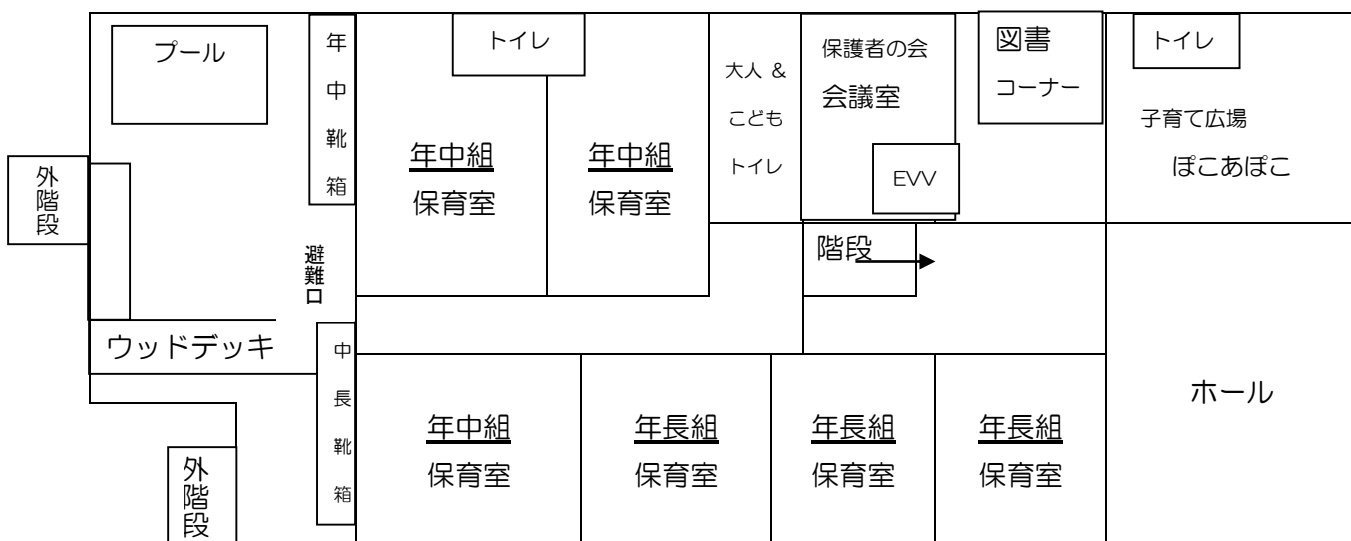 プール
年中靴箱
トイレ
大人 &
こども
トイレ
保護者の会
会議室
図書
コーナー
トイレ
子育て広場
ぽこあぽこ
年中組
保育室
年中組
保育室
EVV
外階段
避難口
階段
ウッドデッキ
中長靴箱
年中組
保育室
年長組
保育室
年長組
保育室
年長組
保育室
ホール
外階段